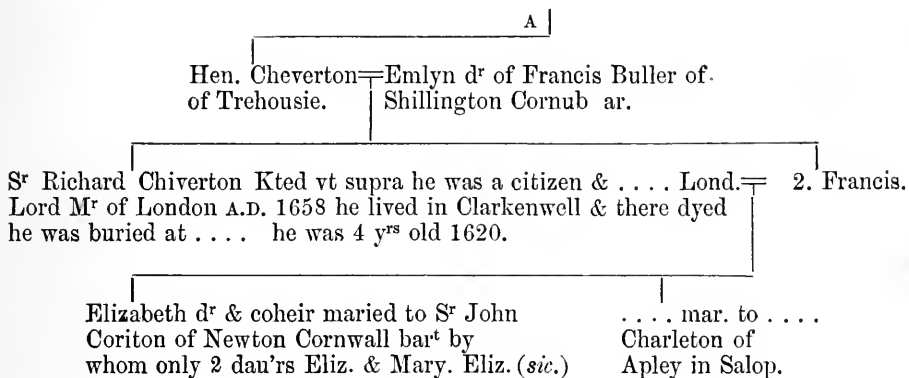 A
Hen. Cheverton=Emlyn dʳ of Francis Buller of
of Trehousie. Shillington Cornub ar.
Sʳ Richard Chiverton Kted vt supra he was a citizen & .... Lond.= 2. Francis.
Lord Mʳ of London A.D. 1658 he lived in Clarkenwell & there dyed
he was buried at .... he was 4 yʳˢ old 1620.
Elizabeth dʳ & coheir maried to Sʳ John
Coriton of Newton Cornwall barᵗ by
whom only 2 dau'rs Eliz. & Mary. Eliz. (sic.)
.... mar. to ....
Charleton of
Apley in Salop.